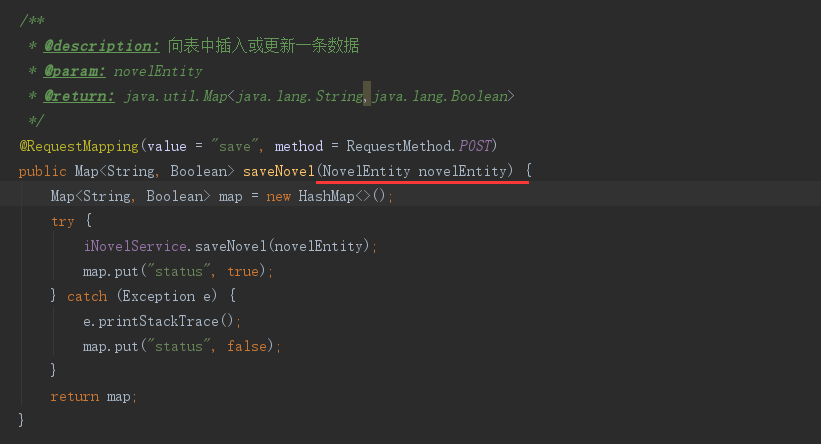 /**
 * @description: 向表中插入或更新一条数据
 * @param: novelEntity
 * @return: java.util.Map<java.lang.String,java.lang.Boolean>
 */
@RequestMapping(value = "save", method = RequestMethod.POST)
public Map<String, Boolean> saveNovel(NovelEntity novelEntity) {
    Map<String, Boolean> map = new HashMap<>();
    try {
        iNovelService.saveNovel(novelEntity);
        map.put("status", true);
    } catch (Exception e) {
        e.printStackTrace();
        map.put("status", false);
    }
    return map;
}